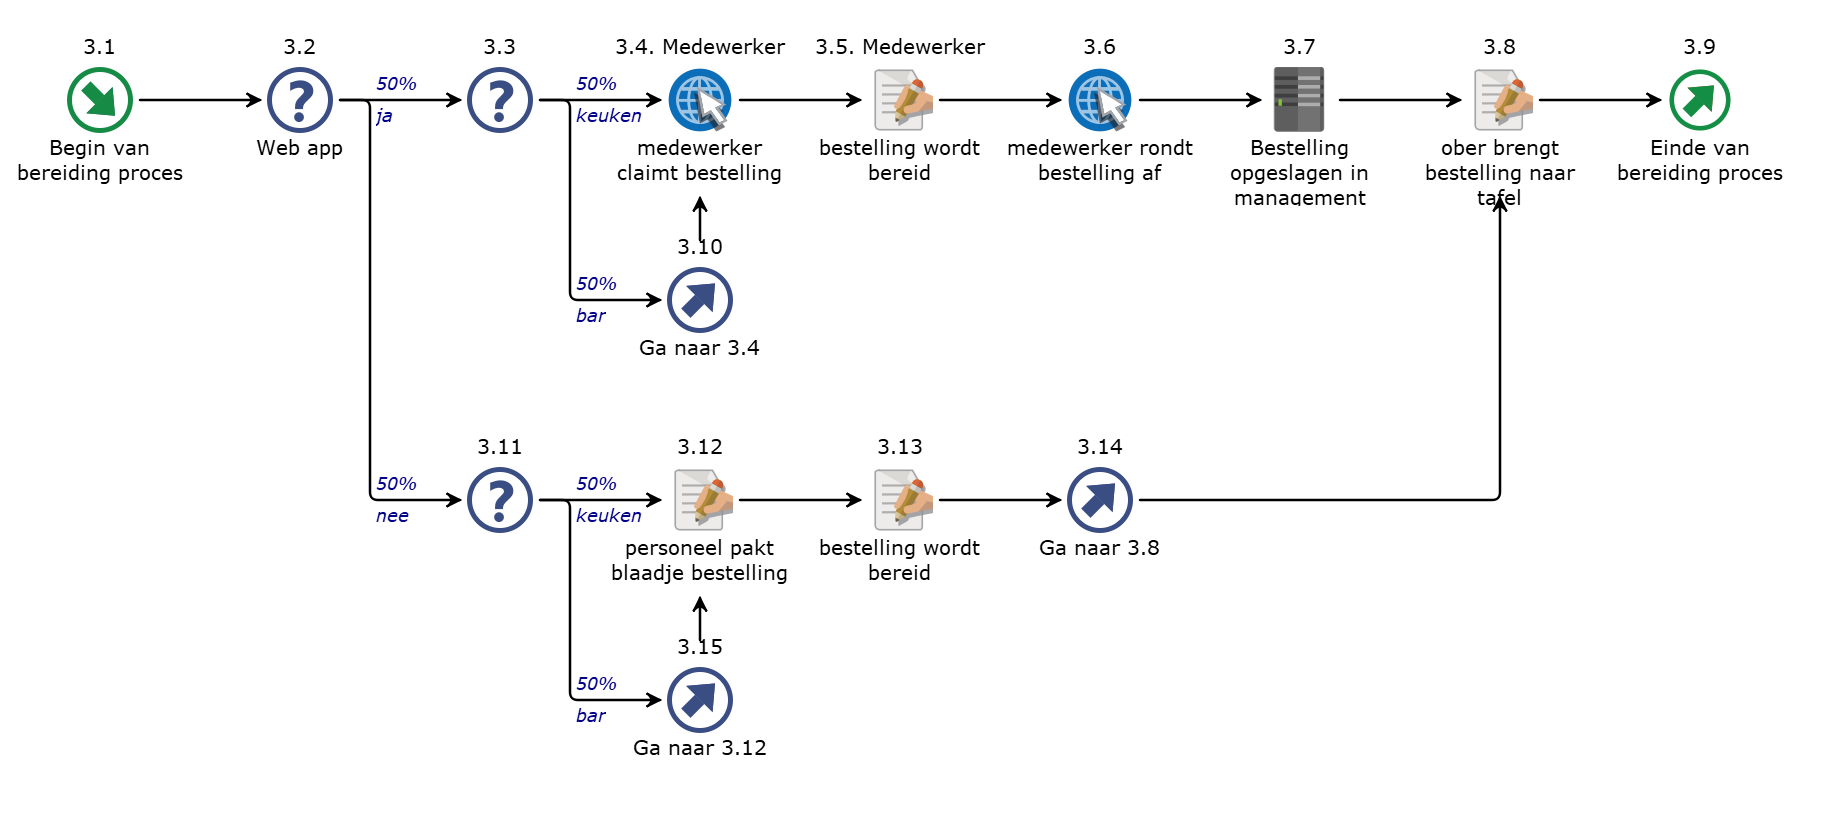 3.1
3.2
3.3
3.4. Medewerker
3.5. Medewerker
3.6
3.7
3.8
3.9
50%
ja
50%
keuken
Begin van
bereiding proces
Web app
medewerker
claimt bestelling
bestelling wordt
bereid
medewerker rondt
bestelling af
Bestelling
opgeslagen in
management
ober brengt
bestelling naar
tafel
Einde van
bereiding proces
3.10
50%
bar
Ga naar 3.4
3.11
3.12
3.13
3.14
50%
nee
50%
keuken
personeel pakt
blaadje bestelling
bestelling wordt
bereid
Ga naar 3.8
3.15
50%
bar
Ga naar 3.12